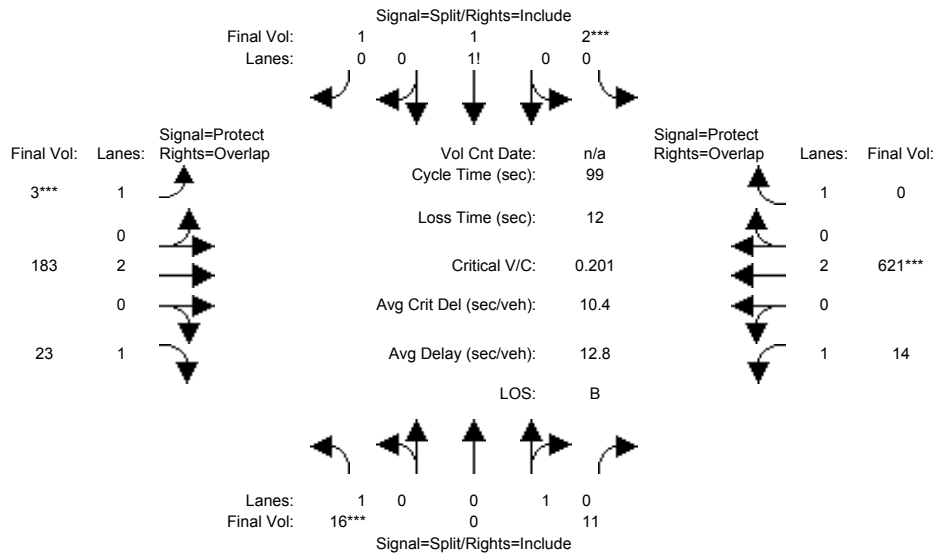 Signal=Split/Rights=Include
Final Vol: 1 1 2***
Lanes: 0 0 1! 0 0
Signal=Protect Signal=Protect
Final Vol: Lanes: Rights=Overlap Vol Cnt Date: n/a Rights=Overlap Lanes: Final Vol:
Cycle Time (sec): 99
3*** 1 1 0
Loss Time (sec): 12
0 0
183 2 Critical V/C: 0.201 2 621***
0 Avg Crit Del (sec/veh): 10.4 0
23 1 Avg Delay (sec/veh): 12.8 1 14
LOS: B
Lanes: 1 0 0 1 0
Final Vol: 16*** 0 11
Signal=Split/Rights=Include